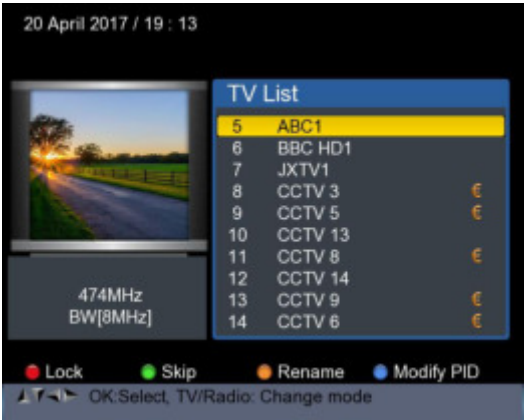 20 April 2017 / 19 : 13
TV List
5 ABC1
6 BBC HD1
7 JXTV1
8 CCTV 3 €
9 CCTV 5 €
10 CCTV 13
11 CCTV 8 €
12 CCTV 14
13 CCTV 9 €
14 CCTV 6 €
474MHz
BW[8MHz]
Lock Skip Rename Modify PID
OK:Select, TV/Radio: Change mode